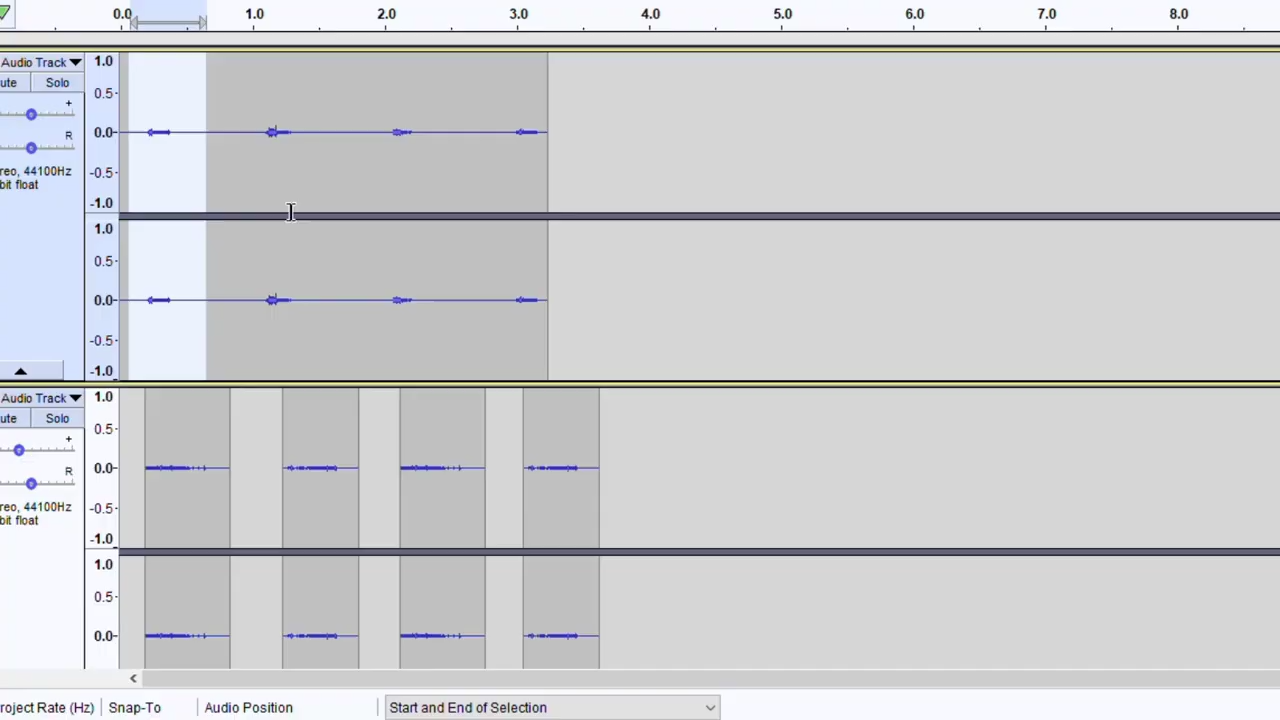 0.0 1.0 2.0 3.0 4.0 5.0 6.0 7.0 8.0
Audio Track 1.0
ute Solo 0.5
+
0.0
R
reo, 44100Hz -0.5
bit float
-1.0
1.0
0.5
0.0
-0.5
-1.0
Audio Track 1.0
ute Solo 0.5
+
0.0
R
reo, 44100Hz -0.5
bit float
-1.0
1.0
0.5
0.0
roject Rate (Hz) Snap-To Audio Position Start and End of Selection